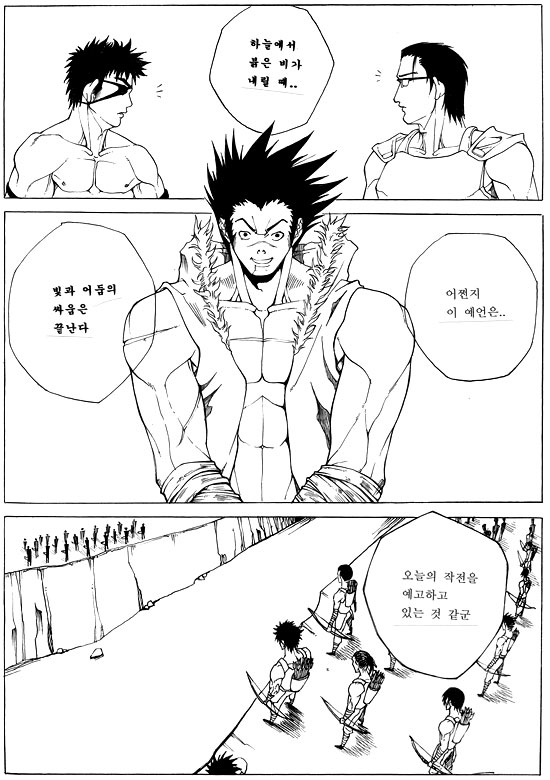 하늘에서
붉은 비가
내릴 때..
빛과 어둠의
싸움은
끝난다
어쩐지
이 예언은..
오늘의 작전을
예고하고
있는 것 같군